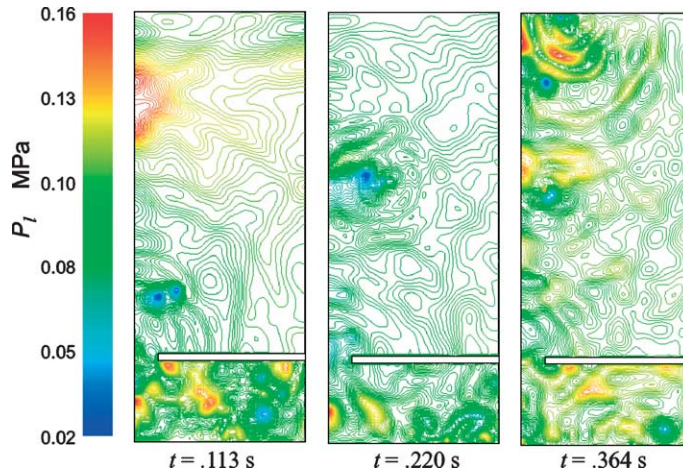 0.16
0.13
0.10
0.08
0.05
0.02
P_l MPa
t = .113 s
t = .220 s
t = .364 s